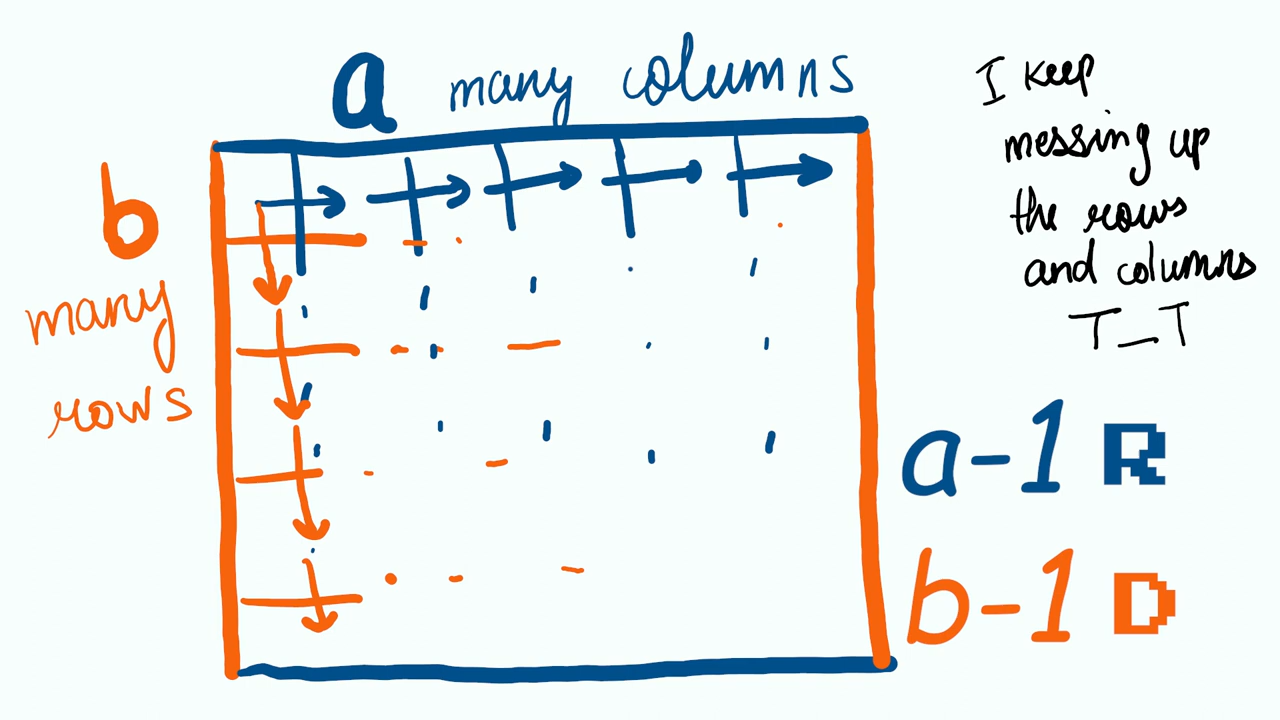 a many columns
b
many
rows
I keep
messing up
the rows
and columns
T_T
a-1 R
b-1 D